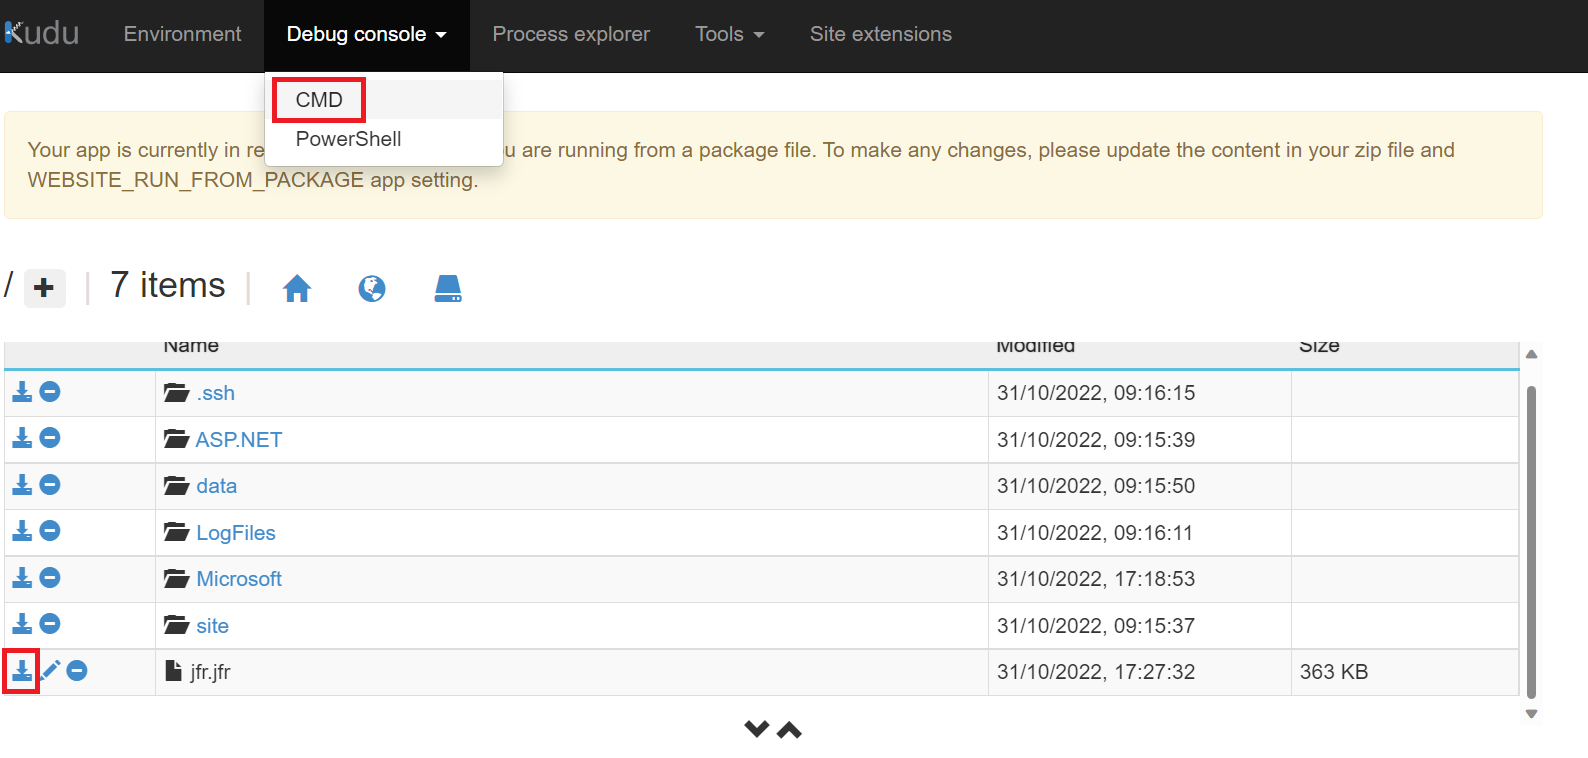 Kudu Environment Debug console Process explorer Tools Site extensions
CMD
PowerShell
Your app is currently in re u are running from a package file. To make any changes, please update the content in your zip file and
WEBSITE_RUN_FROM_PACKAGE app setting.
/ + | 7 items |
Name Modified Size
.ssh 31/10/2022, 09:16:15
ASP.NET 31/10/2022, 09:15:39
data 31/10/2022, 09:15:50
LogFiles 31/10/2022, 09:16:11
Microsoft 31/10/2022, 17:18:53
site 31/10/2022, 09:15:37
jfr.jfr 31/10/2022, 17:27:32 363 KB